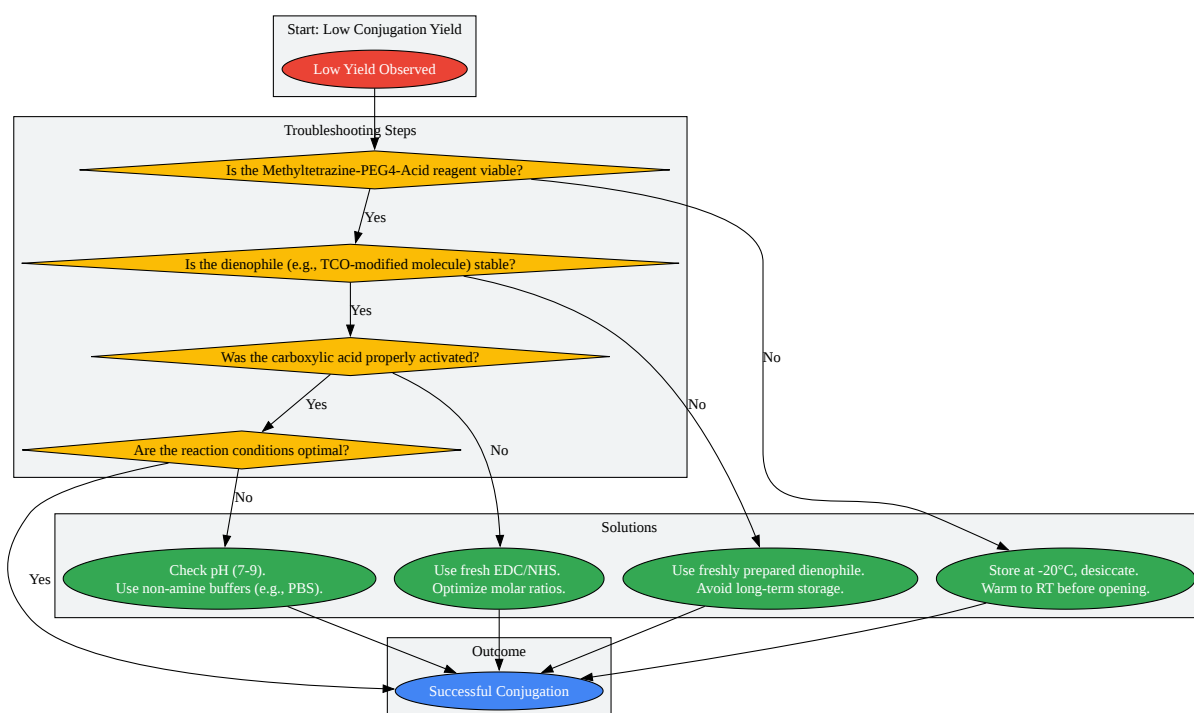 Start: Low Conjugation Yield
Low Yield Observed
Troubleshooting Steps
Is the Methyltetrazine-PEG4-Acid reagent viable?
Yes
Is the dienophile (e.g., TCO-modified molecule) stable?
Yes
No
Was the carboxylic acid properly activated?
Yes
No
Are the reaction conditions optimal?
No
No
Solutions
Yes
Check pH (7-9).
Use non-amine buffers (e.g., PBS).
Use fresh EDC/NHS.
Optimize molar ratios.
Use freshly prepared dienophile.
Avoid long-term storage.
Store at -20°C, desiccate.
Warm to RT before opening.
Outcome
Successful Conjugation